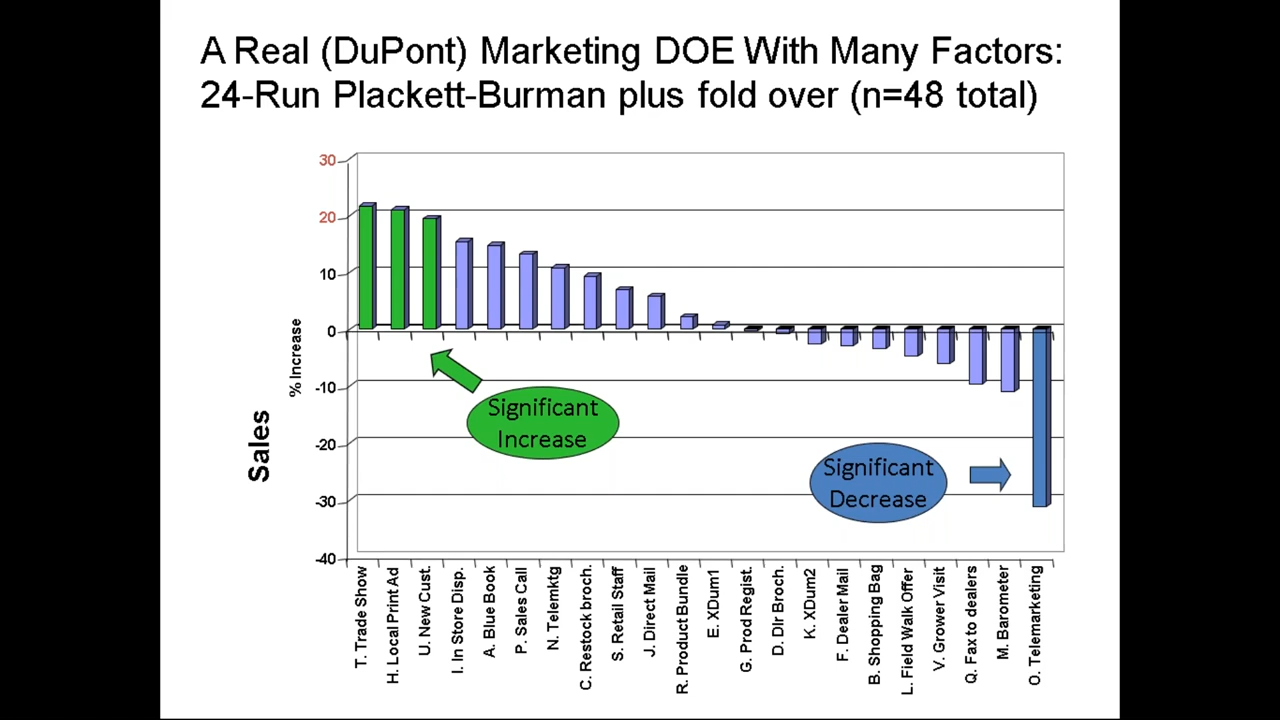 A Real (DuPont) Marketing DOE With Many Factors:
24-Run Plackett-Burman plus fold over (n=48 total)
30
20
10
0
-10
-20
-30
-40
% Increase
Sales
Significant
Increase
Significant
Decrease
T. Trade Show
H. Local Print Ad
U. New Cust.
I. In Store Disp.
A. Blue Book
P. Sales Call
N. Telemktg
C. Restock broch.
S. Retail Staff
J. Direct Mail
R. Product Bundle
E. XDum1
G. Prod Regist.
D. Dlr Broch.
K. XDum2
F. Dealer Mail
B. Shopping Bag
L. Field Walk Offer
V. Grower Visit
Q. Fax to dealers
M. Barometer
O. Telemarketing